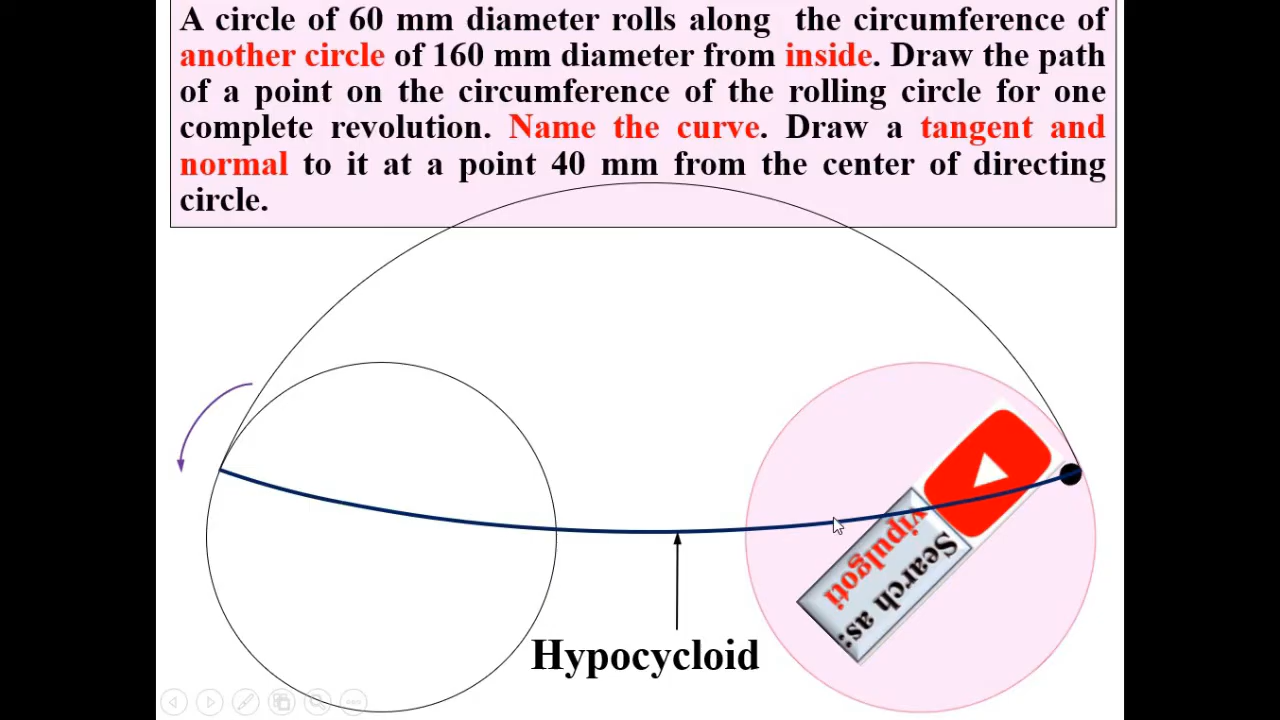 A circle of 60 mm diameter rolls along the circumference of
another circle of 160 mm diameter from inside. Draw the path
of a point on the circumference of the rolling circle for one
complete revolution. Name the curve. Draw a tangent and
normal to it at a point 40 mm from the center of directing
circle.
Search as:
vipulgoti
Hypocycloid